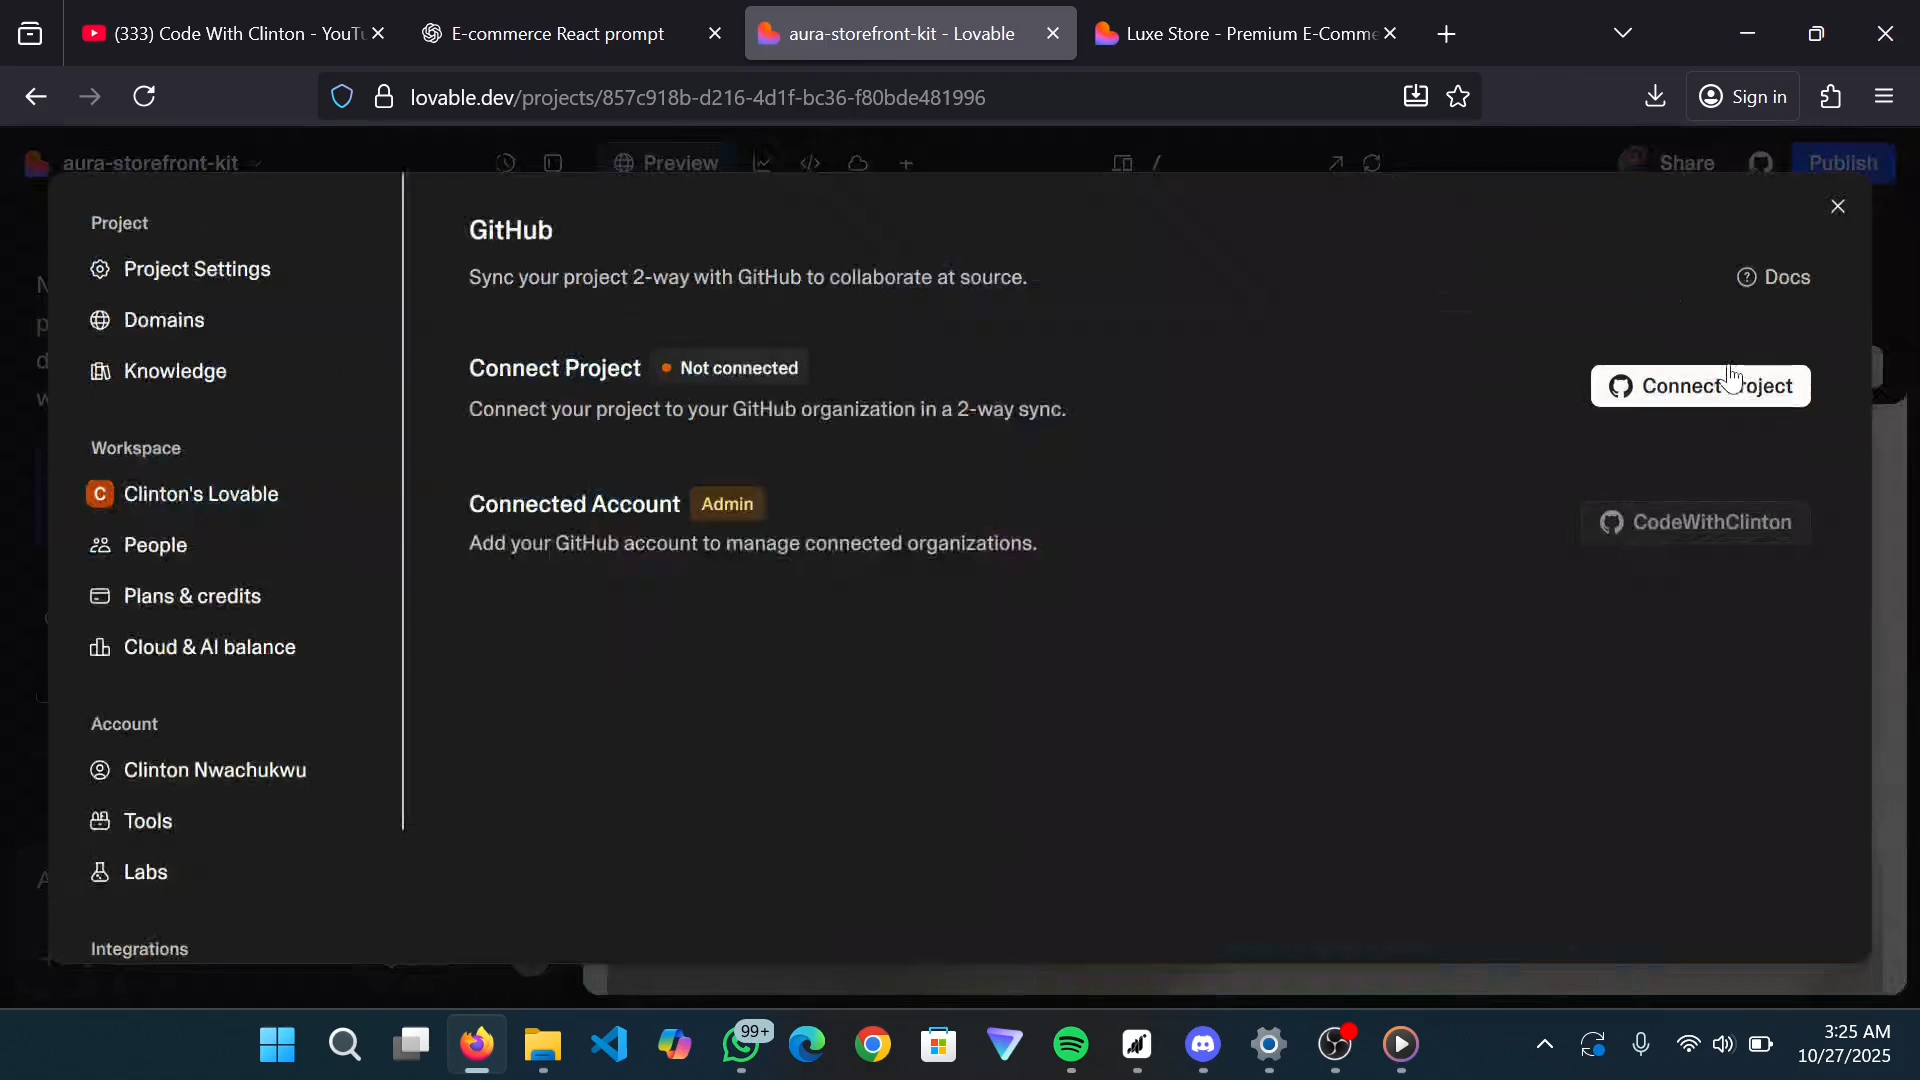 (333) Code With Clinton - YouTu
E-commerce React prompt
aura-storefront-kit - Lovable
Luxe Store - Premium E-Comme
lovable.dev/projects/857c918b-d216-4d1f-bc36-f80bde481996
Sign in
aura-storefront-kit
Preview
/
Share
Publish
Project
Project Settings
Domains
Knowledge
Workspace
C Clinton's Lovable
People
Plans & credits
Cloud & AI balance
Account
Clinton Nwachukwu
Tools
Labs
Integrations
GitHub
Sync your project 2-way with GitHub to collaborate at source.
Docs
Connect Project
Not connected
Connect your project to your GitHub organization in a 2-way sync.
Connect Project
Connected Account
Admin
Add your GitHub account to manage connected organizations.
CodeWithClinton
99+
3:25 AM
10/27/2025